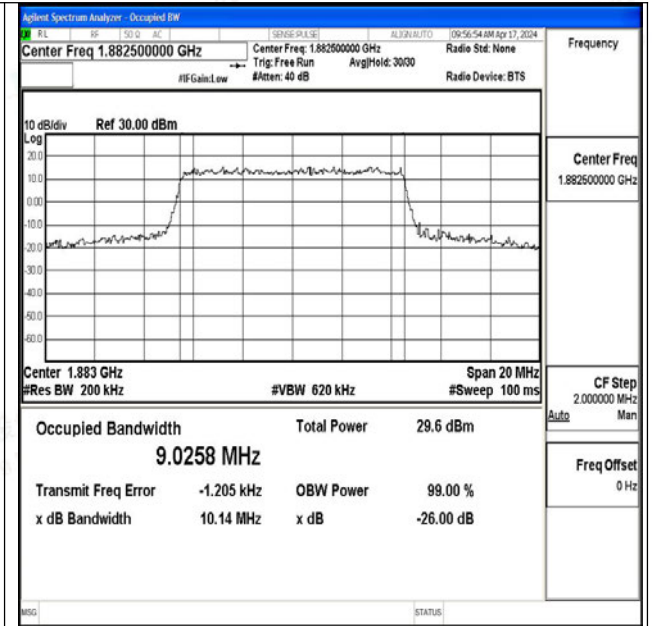 Agilent Spectrum Analyzer - Occupied BW
RL RF 50 Ω AC SENSE:PULSE ALIGN AUTO 09:56:54 AM Apr 17, 2024
Center Freq 1.882500000 GHz Center Freq: 1.882500000 GHz Radio Std: None Frequency
Trig: Free Run Avg|Hold: 30/30
#IFGain:Low #Atten: 40 dB Radio Device: BTS
10 dB/div Ref 30.00 dBm
Log
20.0
10.0
0.00
-10.0
-20.0
-30.0
-40.0
-50.0
-60.0
Center Freq
1.882500000 GHz
Center 1.883 GHz Span 20 MHz
#Res BW 200 kHz #VBW 620 kHz #Sweep 100 ms
CF Step
2.000000 MHz
Auto Man
Occupied Bandwidth Total Power 29.6 dBm
9.0258 MHz
Freq Offset
0 Hz
Transmit Freq Error -1.205 kHz OBW Power 99.00 %
x dB Bandwidth 10.14 MHz x dB -26.00 dB
MSG STATUS